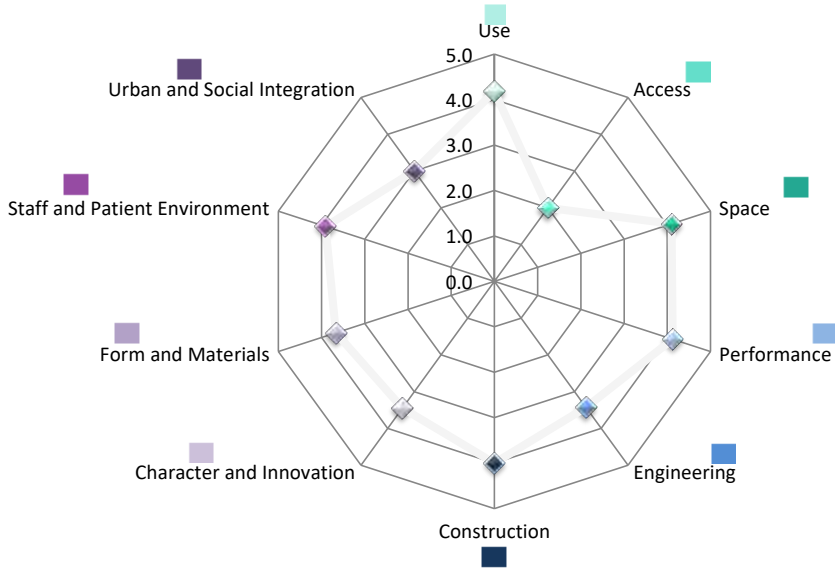 Use
Urban and Social Integration
5.0
Access
4.0
3.0
Staff and Patient Environment
2.0
Space
1.0
0.0
Form and Materials
Performance
Character and Innovation
Engineering
Construction